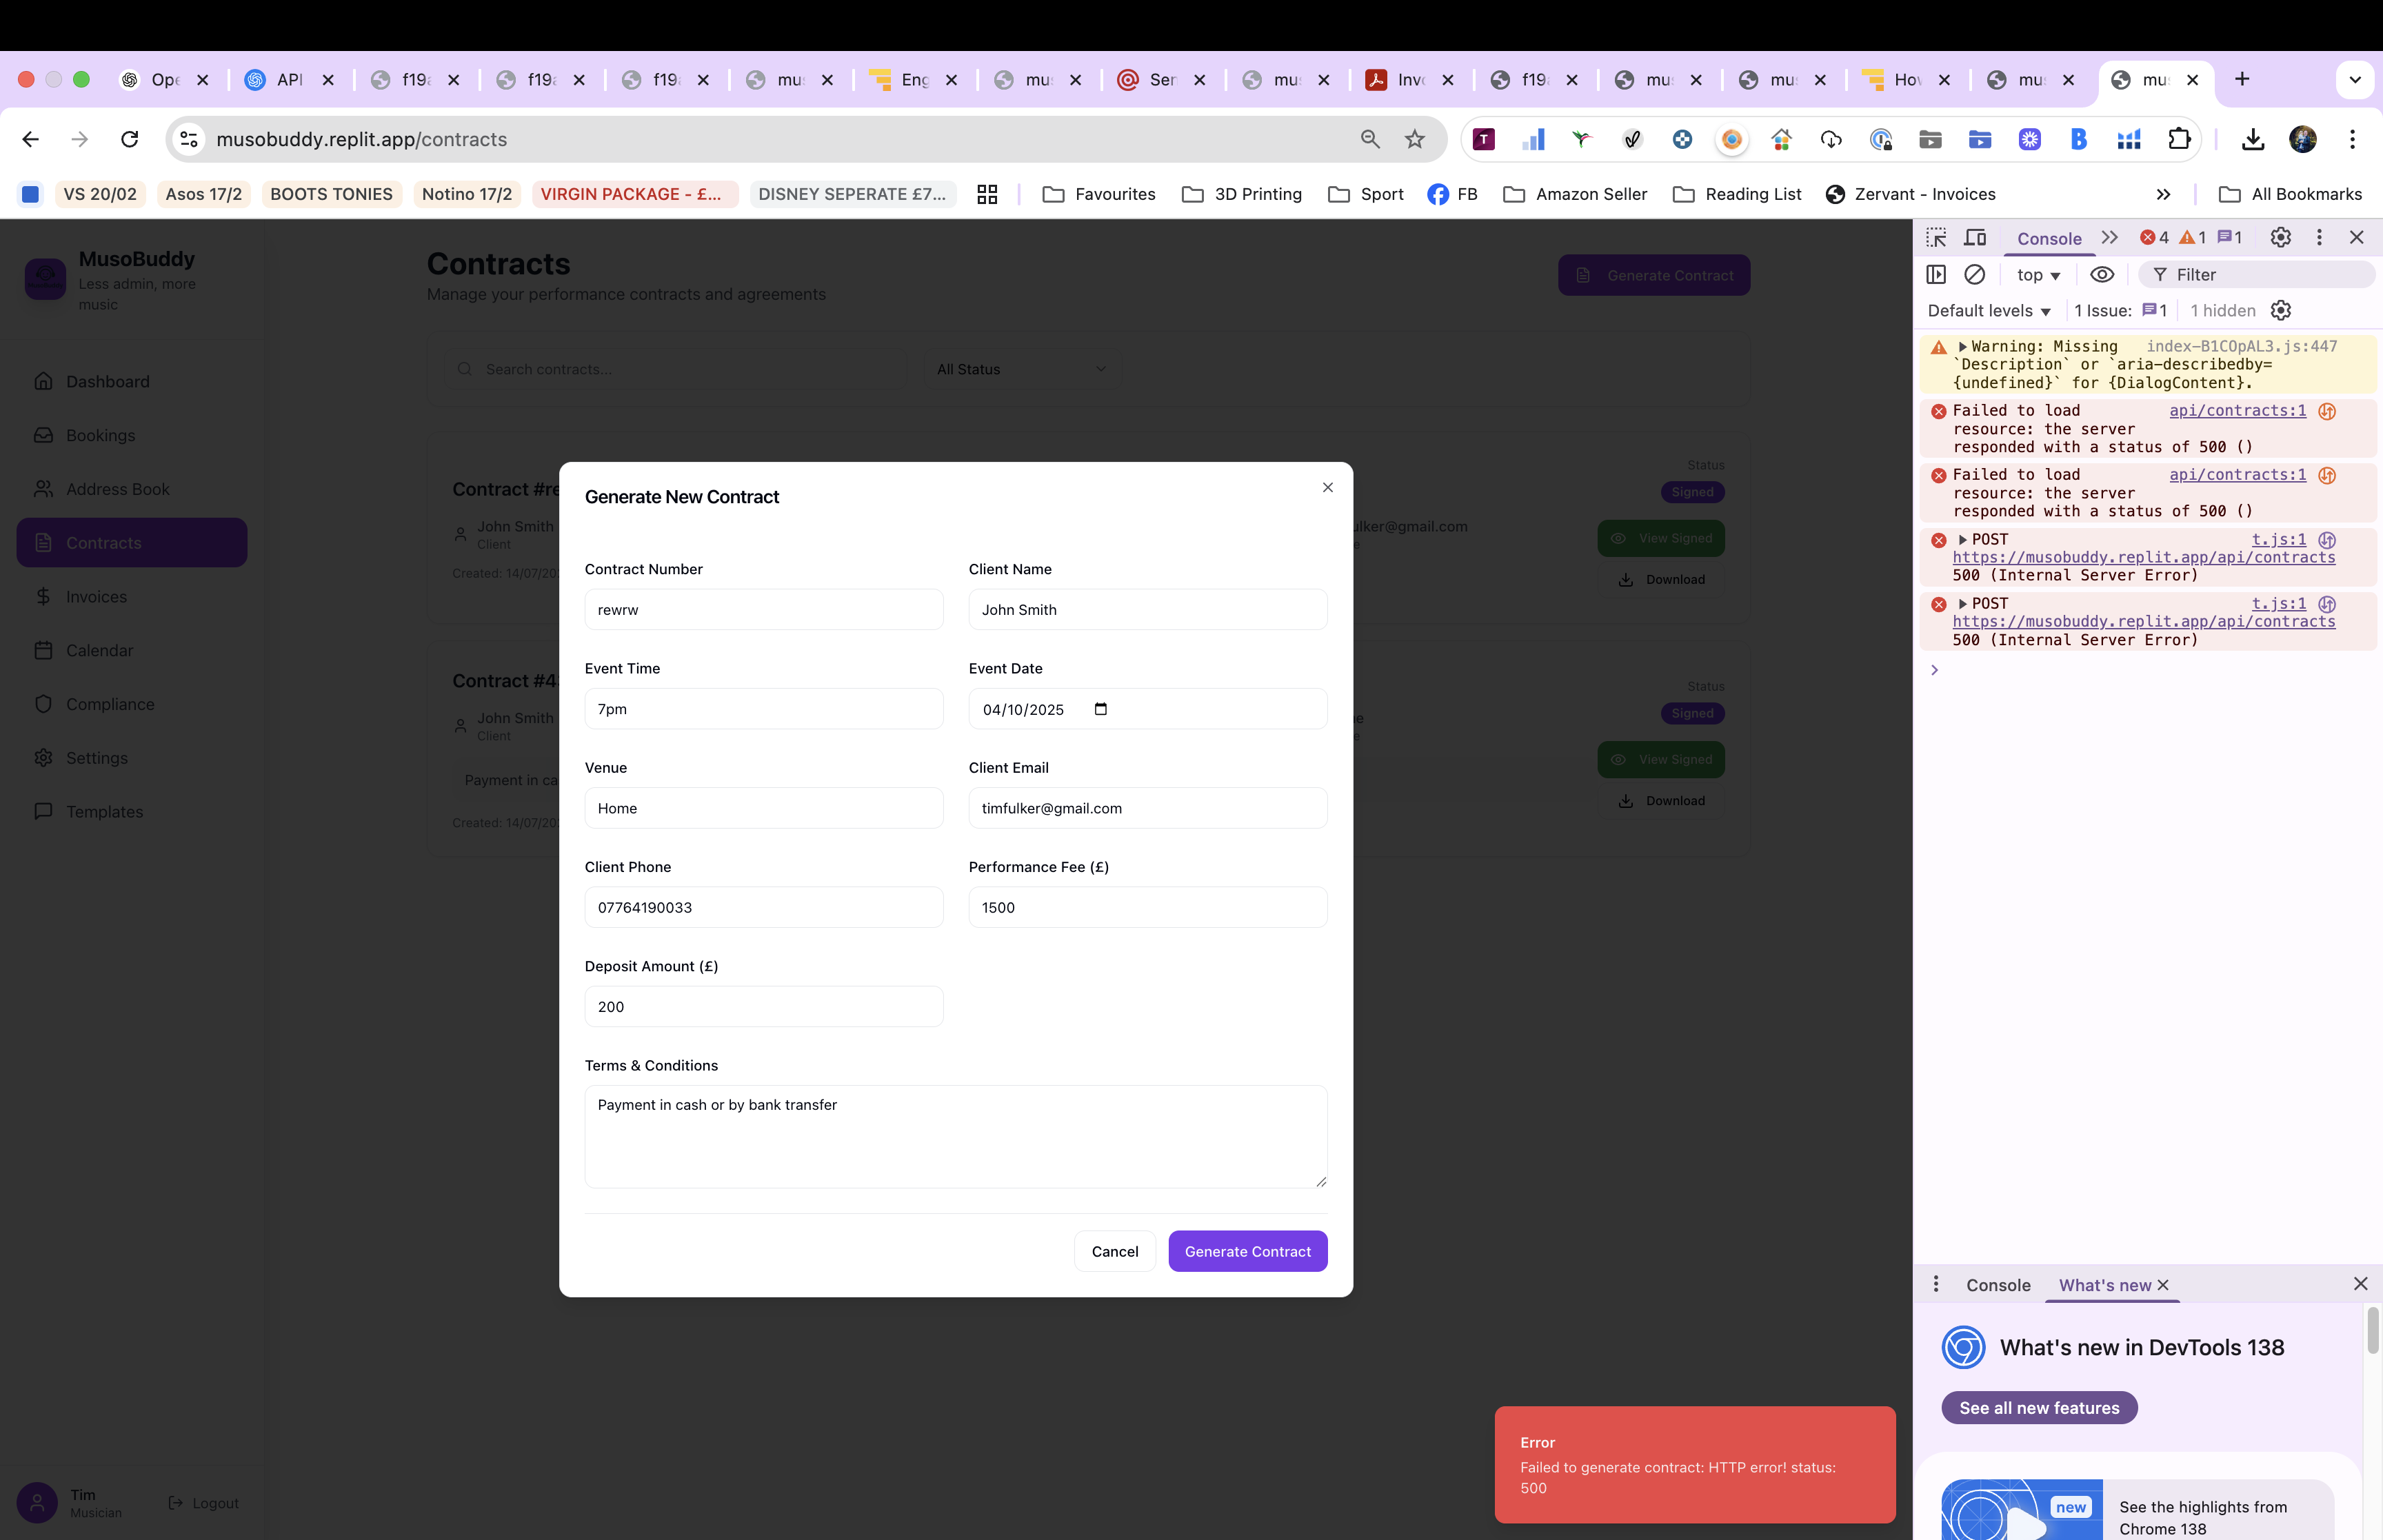 Ope
API
f19a
f19a
f19
mu
Eng
mu
Ser
mu
Invo
f19
mu
mu
How
mu
mu
musobuddy.replit.app/contracts
VS 20/02
Asos 17/2
BOOTS TONIES
Notino 17/2
VIRGIN PACKAGE - £...
DISNEY SEPERATE £7...
Favourites
3D Printing
Sport
FB
Amazon Seller
Reading List
Zervant - Invoices
All Bookmarks
MusoBuddy
Less admin, more
music
Dashboard
Bookings
Address Book
Contracts
Invoices
Calendar
Compliance
Settings
Templates
Tim
Musician
Logout
Contracts
Manage your performance contracts and agreements
Generate Contract
Search contracts...
All Status
Contract #re
John Smith
Client
Created: 14/07/20
ulker@gmail.com
e
Status
Signed
View Signed
Download
Contract #4
John Smith
Client
Payment in ca
Created: 14/07/20
ne
e
Status
Signed
View Signed
Download
Generate New Contract
Contract Number
Client Name
rewrw
John Smith
Event Time
Event Date
7pm
04/10/2025
Venue
Client Email
Home
timfulker@gmail.com
Client Phone
Performance Fee (£)
07764190033
1500
Deposit Amount (£)
200
Terms & Conditions
Payment in cash or by bank transfer
Cancel
Generate Contract
Error
Failed to generate contract: HTTP error! status:
500
Console
4
1
1
top
Filter
Default levels
1 Issue:
1
1 hidden
Warning: Missing index-B1COpAL3.js:447
`Description` or `aria-describedby=
{undefined}` for {DialogContent}.
Failed to load api/contracts:1
resource: the server
responded with a status of 500 ()
Failed to load api/contracts:1
resource: the server
responded with a status of 500 ()
POST t.js:1
https://musobuddy.replit.app/api/contracts
500 (Internal Server Error)
POST t.js:1
https://musobuddy.replit.app/api/contracts
500 (Internal Server Error)
Console
What's new
What's new in DevTools 138
See all new features
new
See the highlights from
Chrome 138